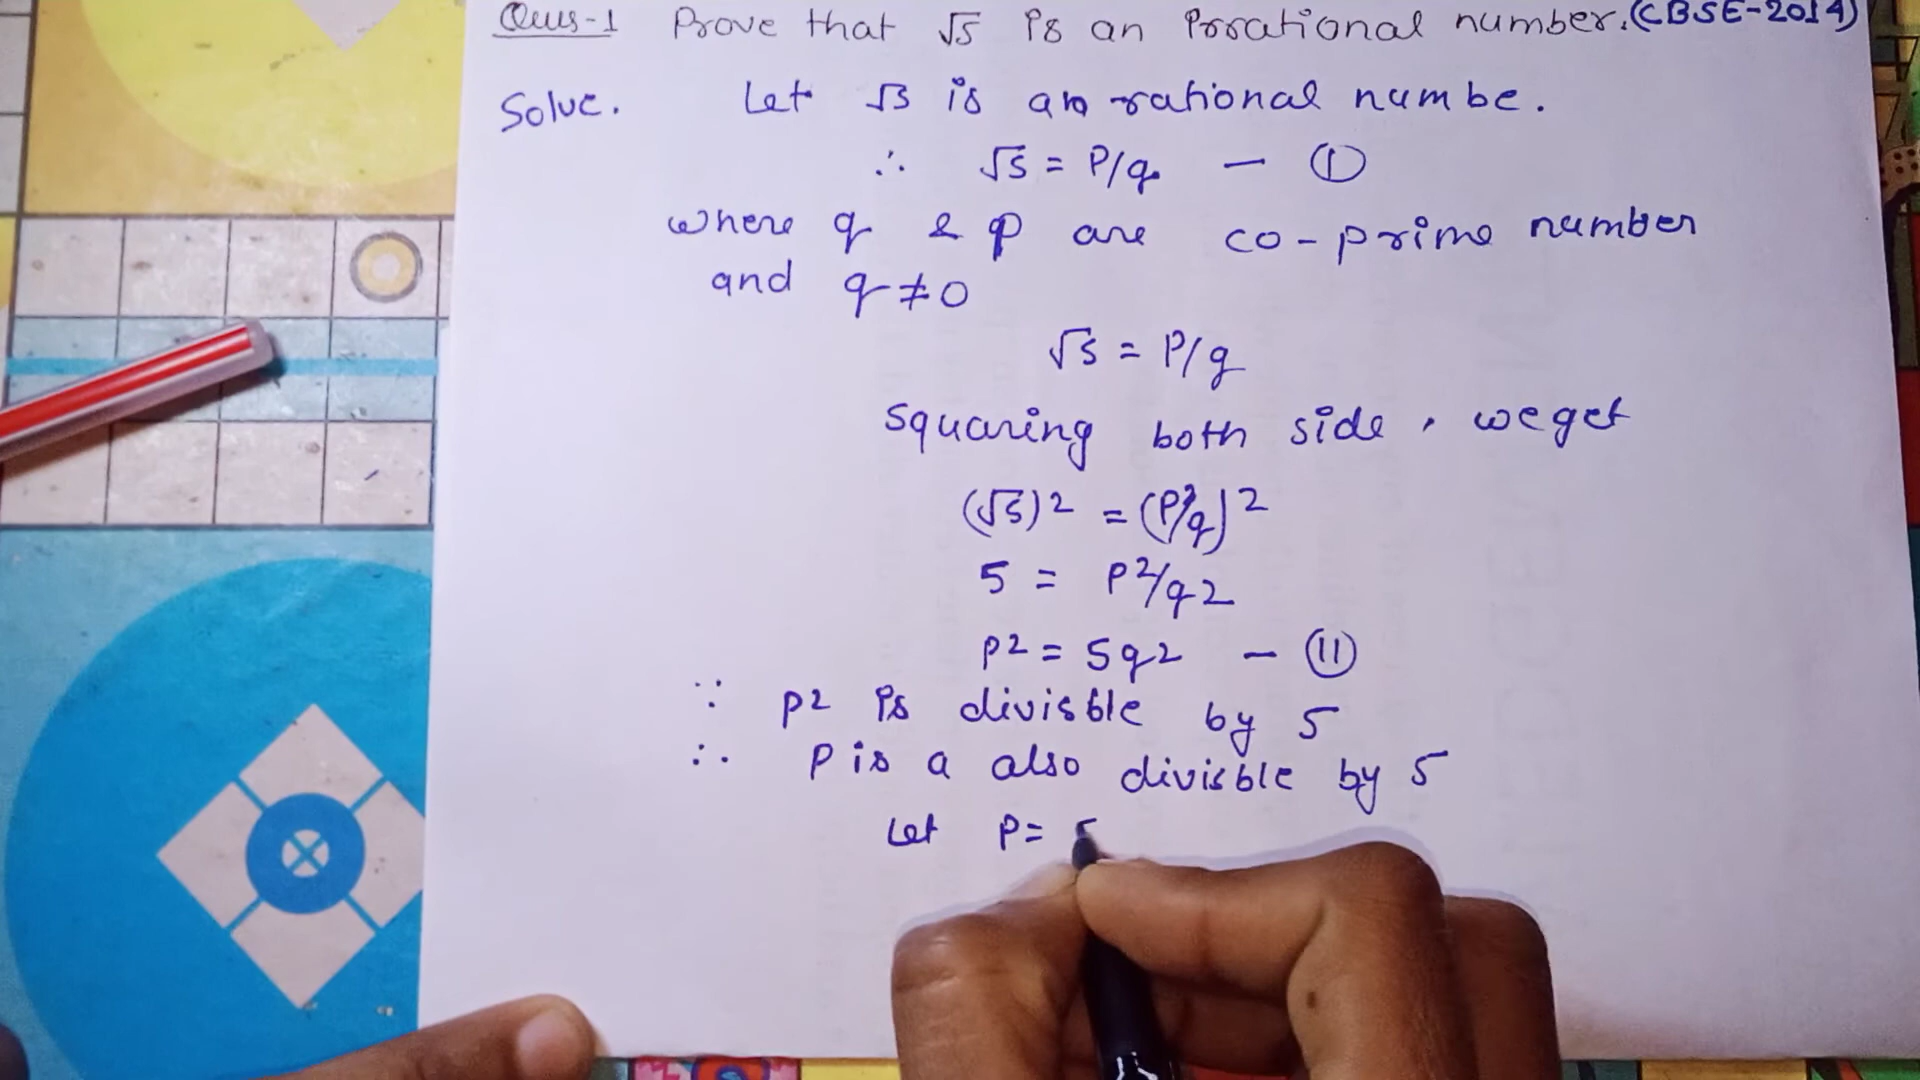 Ques-1 Prove that √5 is an irrational number. (CBSE-2014)
Solve. Let √5 is an rational numbe.
∴ √5 = P/q — (I)
where q & p are co-prime number
and q ≠ 0
√5 = P/q
squaring both side, we get
(√5)² = (P/q)²
5 = P²/q²
P² = 5q² — (II)
∵ P² is divisble by 5
∴ P is a also divisble by 5
Let P = 5